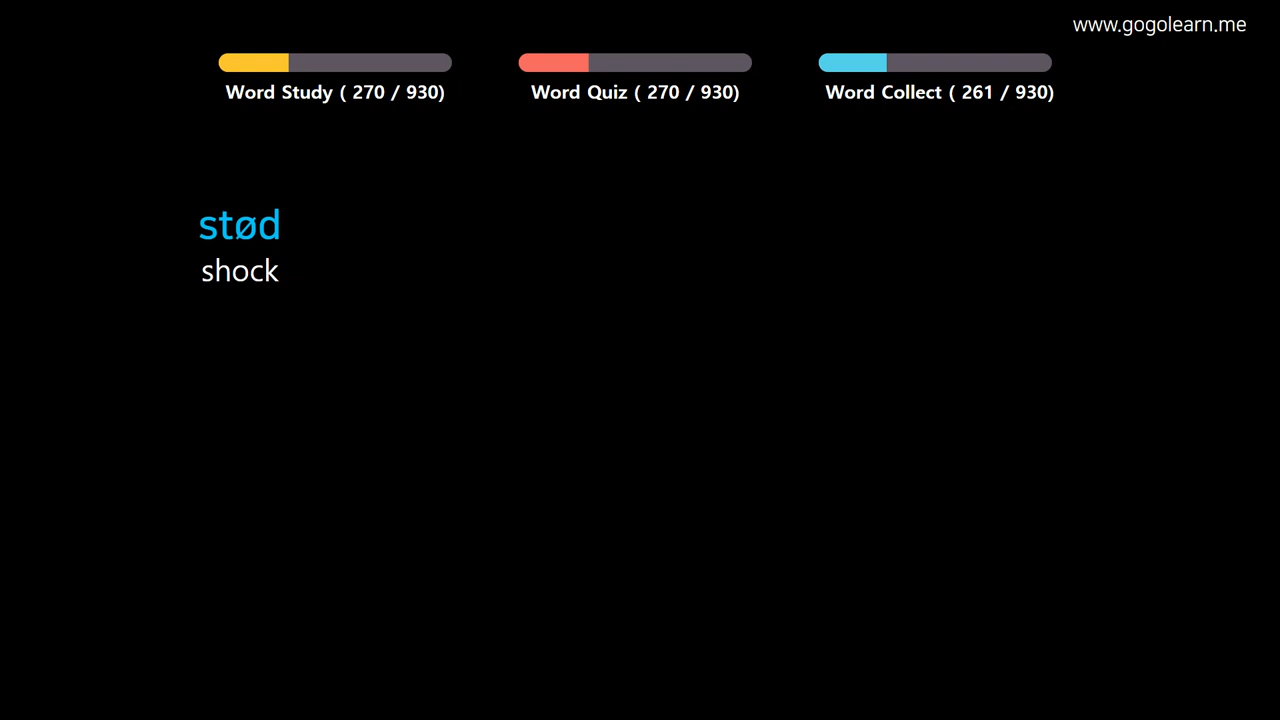 www.gogolearn.me
Word Study ( 270 / 930)
Word Quiz ( 270 / 930)
Word Collect ( 261 / 930)
stød
shock